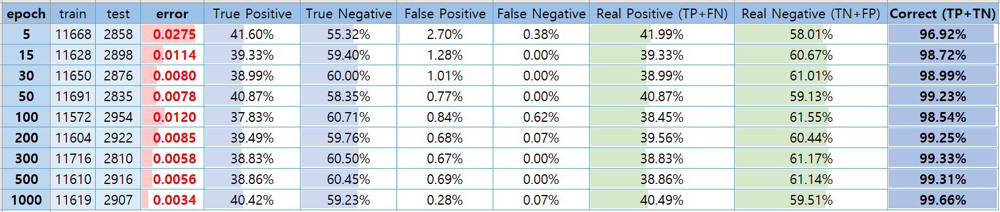 epoch train test error True Positive True Negative False Positive False Negative Real Positive (TP+FN) Real Negative (TN+FP) Correct (TP+TN)
5 11668 2858 0.0275 41.60% 55.32% 2.70% 0.38% 41.99% 58.01% 96.92%
15 11628 2898 0.0114 39.33% 59.40% 1.28% 0.00% 39.33% 60.67% 98.72%
30 11650 2876 0.0080 38.99% 60.00% 1.01% 0.00% 38.99% 61.01% 98.99%
50 11691 2835 0.0078 40.87% 58.35% 0.77% 0.00% 40.87% 59.13% 99.23%
100 11572 2954 0.0120 37.83% 60.71% 0.84% 0.62% 38.45% 61.55% 98.54%
200 11604 2922 0.0085 39.49% 59.76% 0.68% 0.07% 39.56% 60.44% 99.25%
300 11716 2810 0.0058 38.83% 60.50% 0.67% 0.00% 38.83% 61.17% 99.33%
500 11610 2916 0.0056 38.86% 60.45% 0.69% 0.00% 38.86% 61.14% 99.31%
1000 11619 2907 0.0034 40.42% 59.23% 0.28% 0.07% 40.49% 59.51% 99.66%